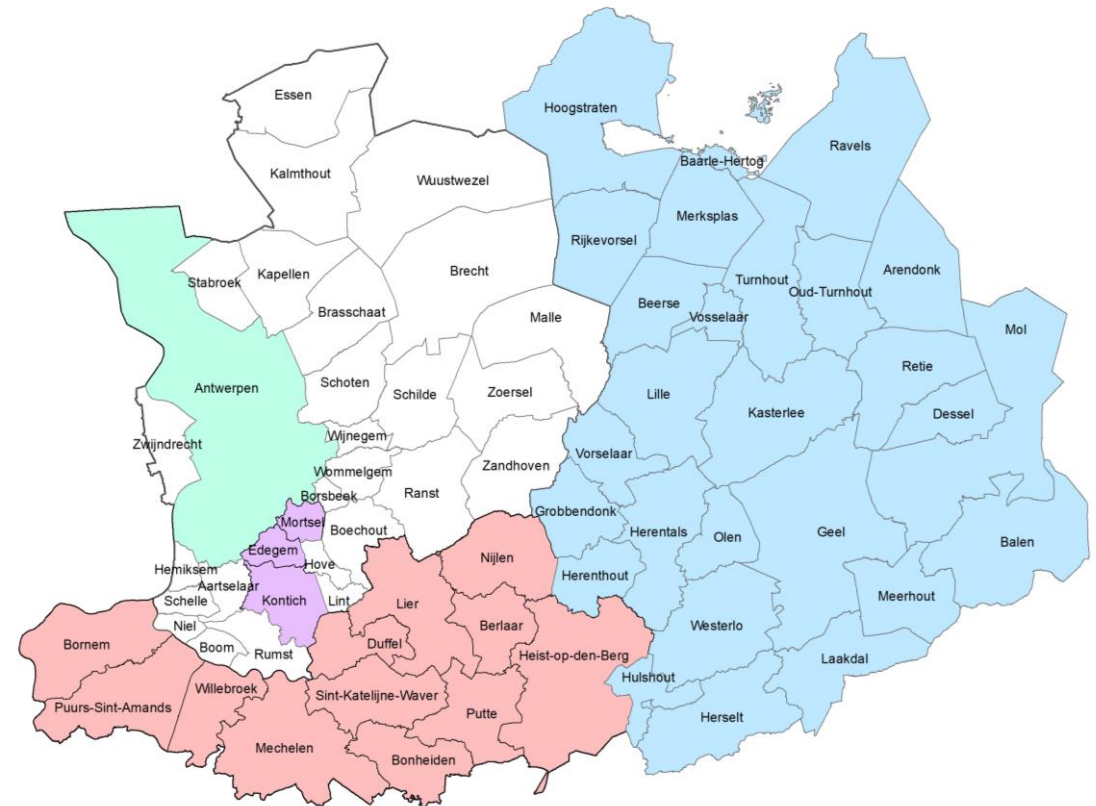 Essen
Hoogstraten
Ravels
Kalmthout
Wuustwezel
Baarle-Hertog
Merksplas
Rijkevorsel
Stabroek
Kapellen
Brecht
Arendonk
Turnhout
Oud-Turnhout
Brasschaat
Malle
Beerse
Vosselaar
Mol
Retie
Antwerpen
Schoten
Schilde
Zoersel
Lille
Kasterlee
Dessel
Zwijndrecht
Wijnegem
Vorselaar
Wommelgem
Zandhoven
Ranst
Borsbeek
Mortsel
Boechout
Grobbendonk
Herentals
Olen
Geel
Balen
Edegem
Hove
Nijlen
Hemiksem
Aartselaar
Herenthout
Schelle
Kontich
Lint
Lier
Meerhout
Niel
Berlaar
Westerlo
Bornem
Boom
Rumst
Duffel
Heist-op-den-Berg
Laakdal
Hulshout
Willebroek
Sint-Katelijne-Waver
Puurs-Sint-Amands
Putte
Herselt
Mechelen
Bonheiden